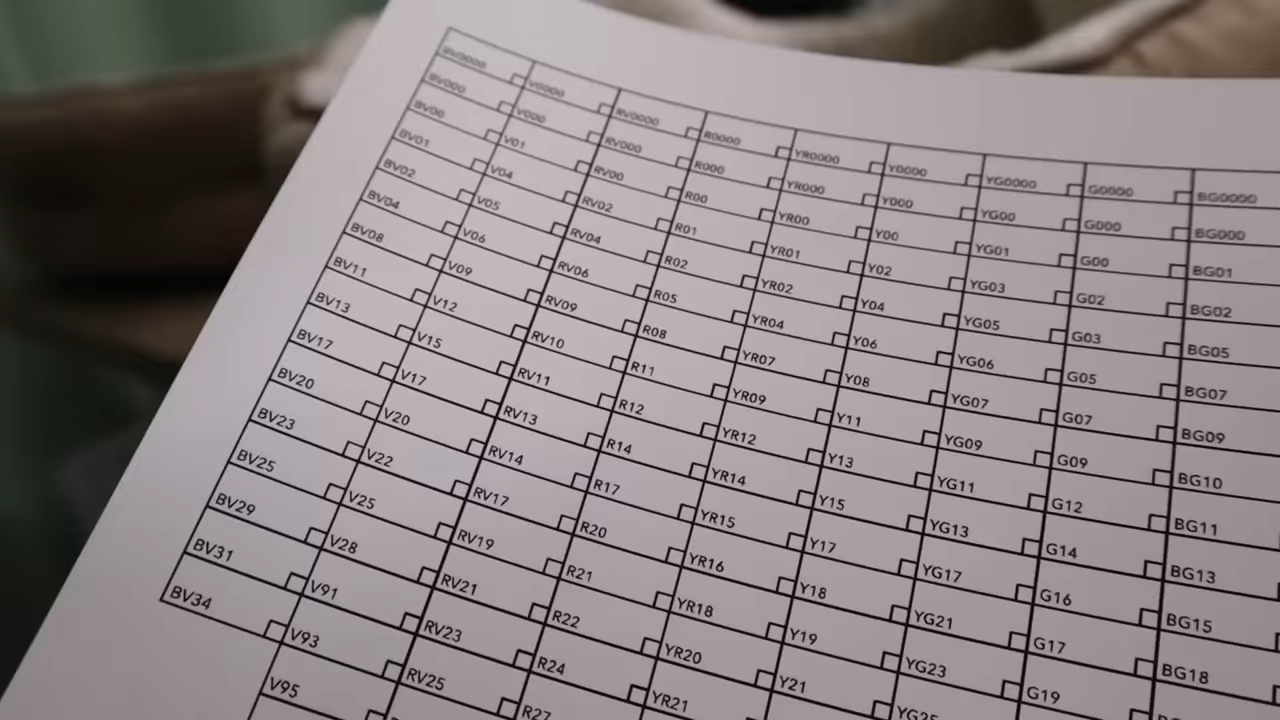 BV0000 V0000 RV0000 R0000 YR0000 Y0000 YG0000 G0000 BG0000
BV000 V000 RV000 R000 YR000 Y000 YG00 G000 BG000
BV00 V01 RV00 R00 YR00 Y00 YG01 G00 BG01
BV01 V04 RV02 R01 YR01 Y02 YG03 G02 BG02
BV02 V05 RV04 R02 YR02 Y04 YG05 G03 BG05
BV04 V06 RV06 R05 YR04 Y06 YG06 G05 BG07
BV08 V09 RV09 R08 YR07 Y08 YG07 G07 BG09
BV11 V12 RV10 R11 YR09 Y11 YG09 G09 BG10
BV13 V15 RV11 R12 YR12 Y13 YG11 G12 BG11
BV17 V17 RV13 R14 YR14 Y15 YG13 G14 BG13
BV20 V20 RV14 R17 YR15 Y17 YG17 G16 BG15
BV23 V22 RV17 R20 YR16 Y18 YG21 G17 BG18
BV25 V25 RV19 R21 YR18 Y19 YG23 G19
BV29 V28 RV21 R22 YR20 Y21 YG25
BV31 V91 RV23 R24 YR21
BV34 V93 RV25 R27
V95